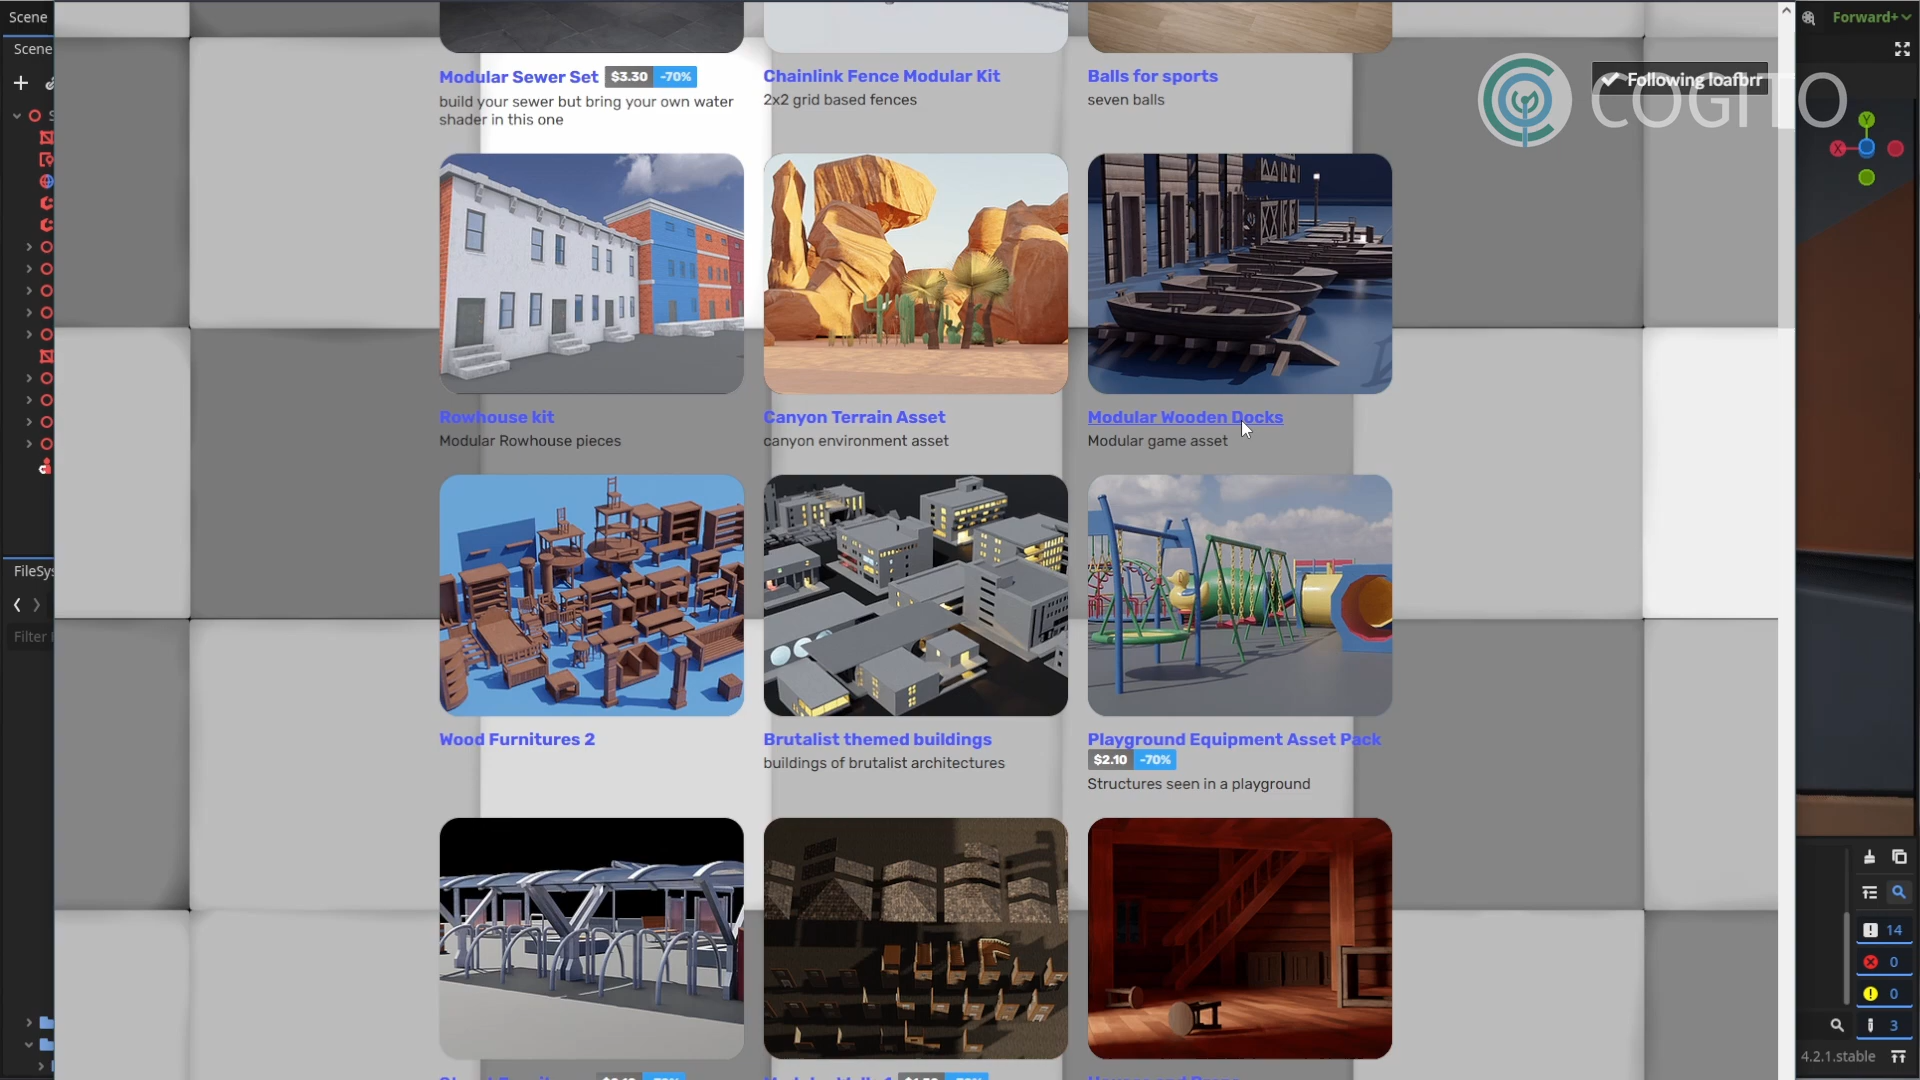 Scene
Scene
Forward+
Following loafbrr
COGITO
Modular Sewer Set $3.30 -70%
build your sewer but bring your own water
shader in this one
Chainlink Fence Modular Kit
2x2 grid based fences
Balls for sports
seven balls
Y
X
Rowhouse kit
Modular Rowhouse pieces
Canyon Terrain Asset
canyon environment asset
Modular Wooden Docks
Modular game asset
FileSys
Filter
Wood Furnitures 2
Brutalist themed buildings
buildings of brutalist architectures
Playground Equipment Asset Pack
$2.10 -70%
Structures seen in a playground
14
0
0
3
4.2.1.stable